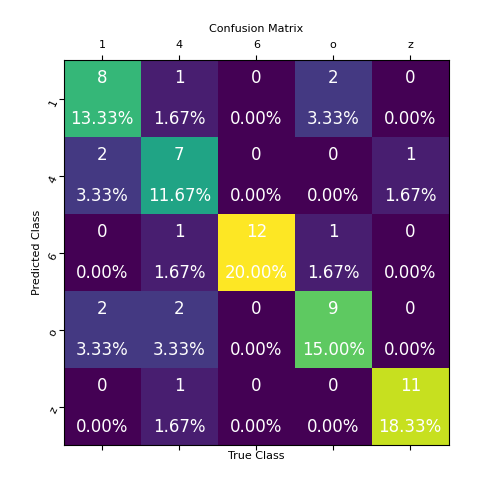 Confusion Matrix
1 4 6 o z
1 8 1 0 2 0
13.33% 1.67% 0.00% 3.33% 0.00%
4 2 7 0 0 1
3.33% 11.67% 0.00% 0.00% 1.67%
6 0 1 12 1 0
0.00% 1.67% 20.00% 1.67% 0.00%
o 2 2 0 9 0
3.33% 3.33% 0.00% 15.00% 0.00%
z 0 1 0 0 11
0.00% 1.67% 0.00% 0.00% 18.33%
Predicted Class
True Class